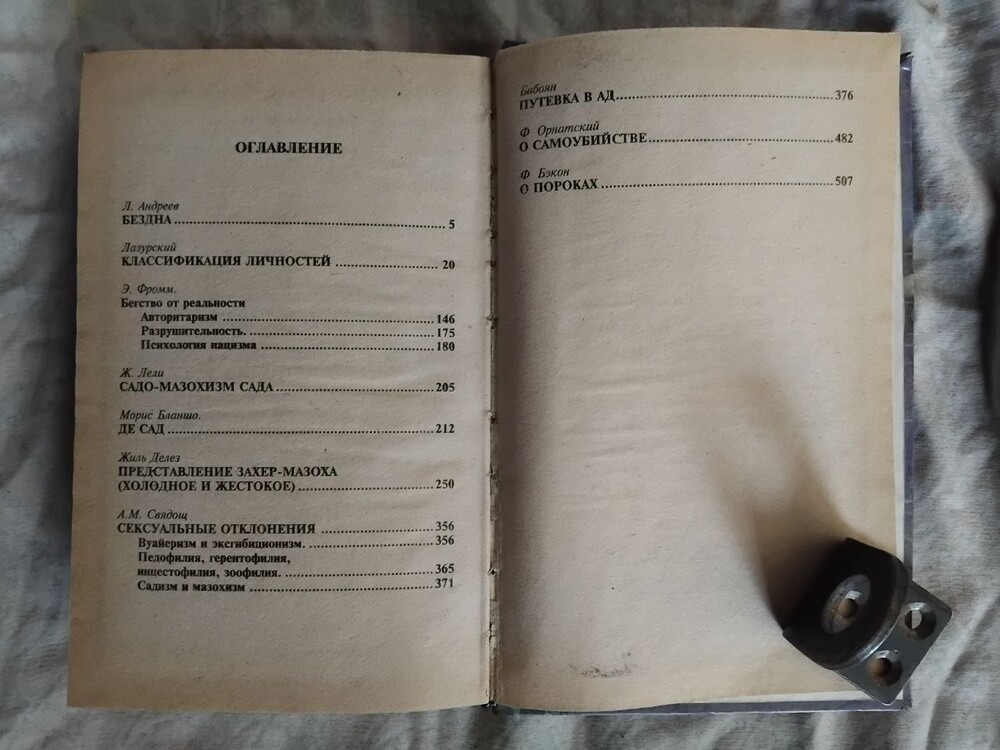 ОГЛАВЛЕНИЕ
Л. Андреев
БЕЗДНА ........ 5
Лазурский
КЛАССИФИКАЦИЯ ЛИЧНОСТЕЙ ........ 20
Э. Фромм.
Бегство от реальности
Авторитаризм ........ 146
Разрушительность. ........ 175
Психология нацизма ........ 180
Ж. Лели
САДО-МАЗОХИЗМ САДА ........ 205
Морис Бланшо.
ДЕ САД ........ 212
Жиль Делез
ПРЕДСТАВЛЕНИЕ ЗАХЕР-МАЗОХА
(ХОЛОДНОЕ И ЖЕСТОКОЕ) ........ 250
А.М. Свядощ
СЕКСУАЛЬНЫЕ ОТКЛОНЕНИЯ ........ 356
Вуайеризм и эксгибиционизм. ........ 356
Педофилия, герентофилия,
инцестофилия, зоофилия. ........ 365
Садизм и мазохизм ........ 371
Бабоян
ПУТЕВКА В АД ........ 376
Ф Орнатский
О САМОУБИЙСТВЕ ........ 482
Ф Бэкон
О ПОРОКАХ ........ 507